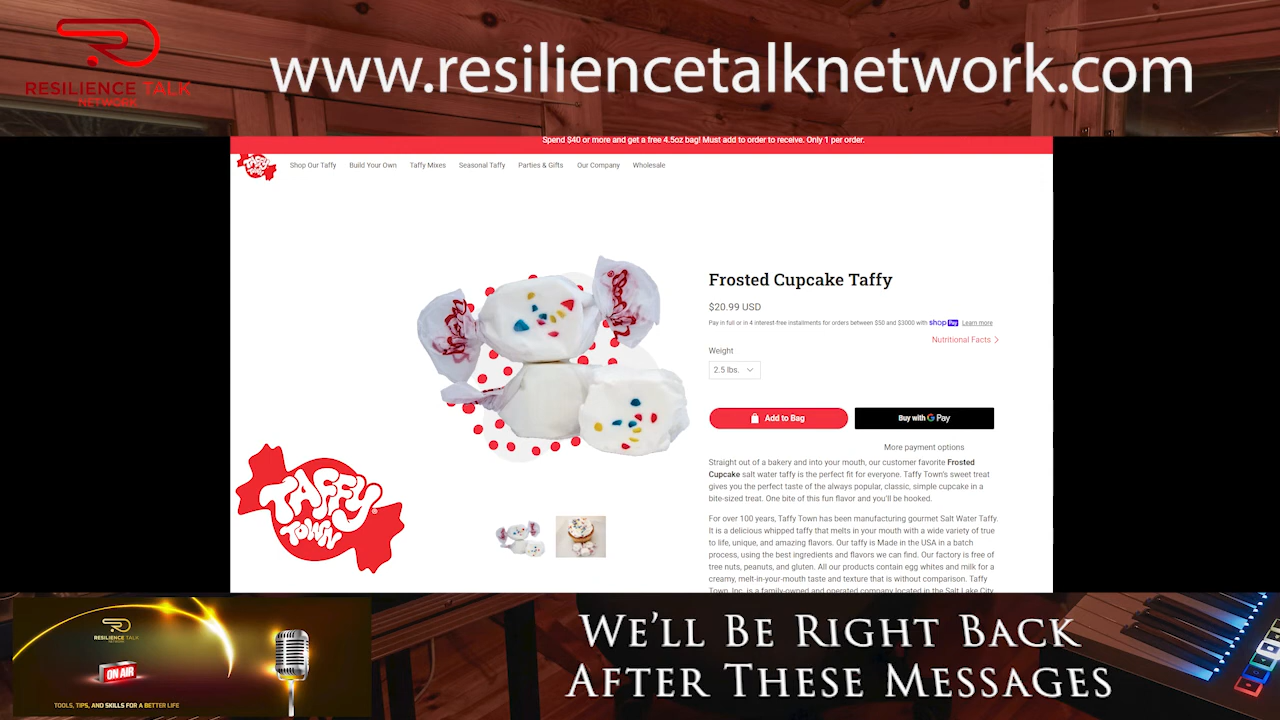 RESILIENCE TALK
NETWORK
www.resiliencetalknetwork.com
Spend $40 or more and get a free 4.5oz bag! Must add to order to receive. Only 1 per order.
TAFFY
TOWN
Shop Our Taffy
Build Your Own
Taffy Mixes
Seasonal Taffy
Parties & Gifts
Our Company
Wholesale
Frosted Cupcake Taffy
$20.99 USD
Pay in full or in 4 interest-free installments for orders between $50 and $3000 with shop Pay Learn more
Nutritional Facts
Weight
2.5 lbs.
Add to Bag
Buy with G Pay
More payment options
Straight out of a bakery and into your mouth, our customer favorite Frosted
Cupcake salt water taffy is the perfect fit for everyone. Taffy Town's sweet treat
gives you the perfect taste of the always popular, classic, simple cupcake in a
bite-sized treat. One bite of this fun flavor and you'll be hooked.
For over 100 years, Taffy Town has been manufacturing gourmet Salt Water Taffy.
It is a delicious whipped taffy that melts in your mouth with a wide variety of true
to life, unique, and amazing flavors. Our taffy is Made in the USA in a batch
process, using the best ingredients and flavors we can find. Our factory is free of
tree nuts, peanuts, and gluten. All our products contain egg whites and milk for a
creamy, melt-in-your-mouth taste and texture that is without comparison. Taffy
Town, Inc. is a family-owned and operated company located in the Salt Lake City,
TAFFY
TOWN
®
RESILIENCE TALK
NETWORK
ON AIR
TOOLS, TIPS, AND SKILLS FOR A BETTER LIFE
We'll Be Right Back
After These Messages